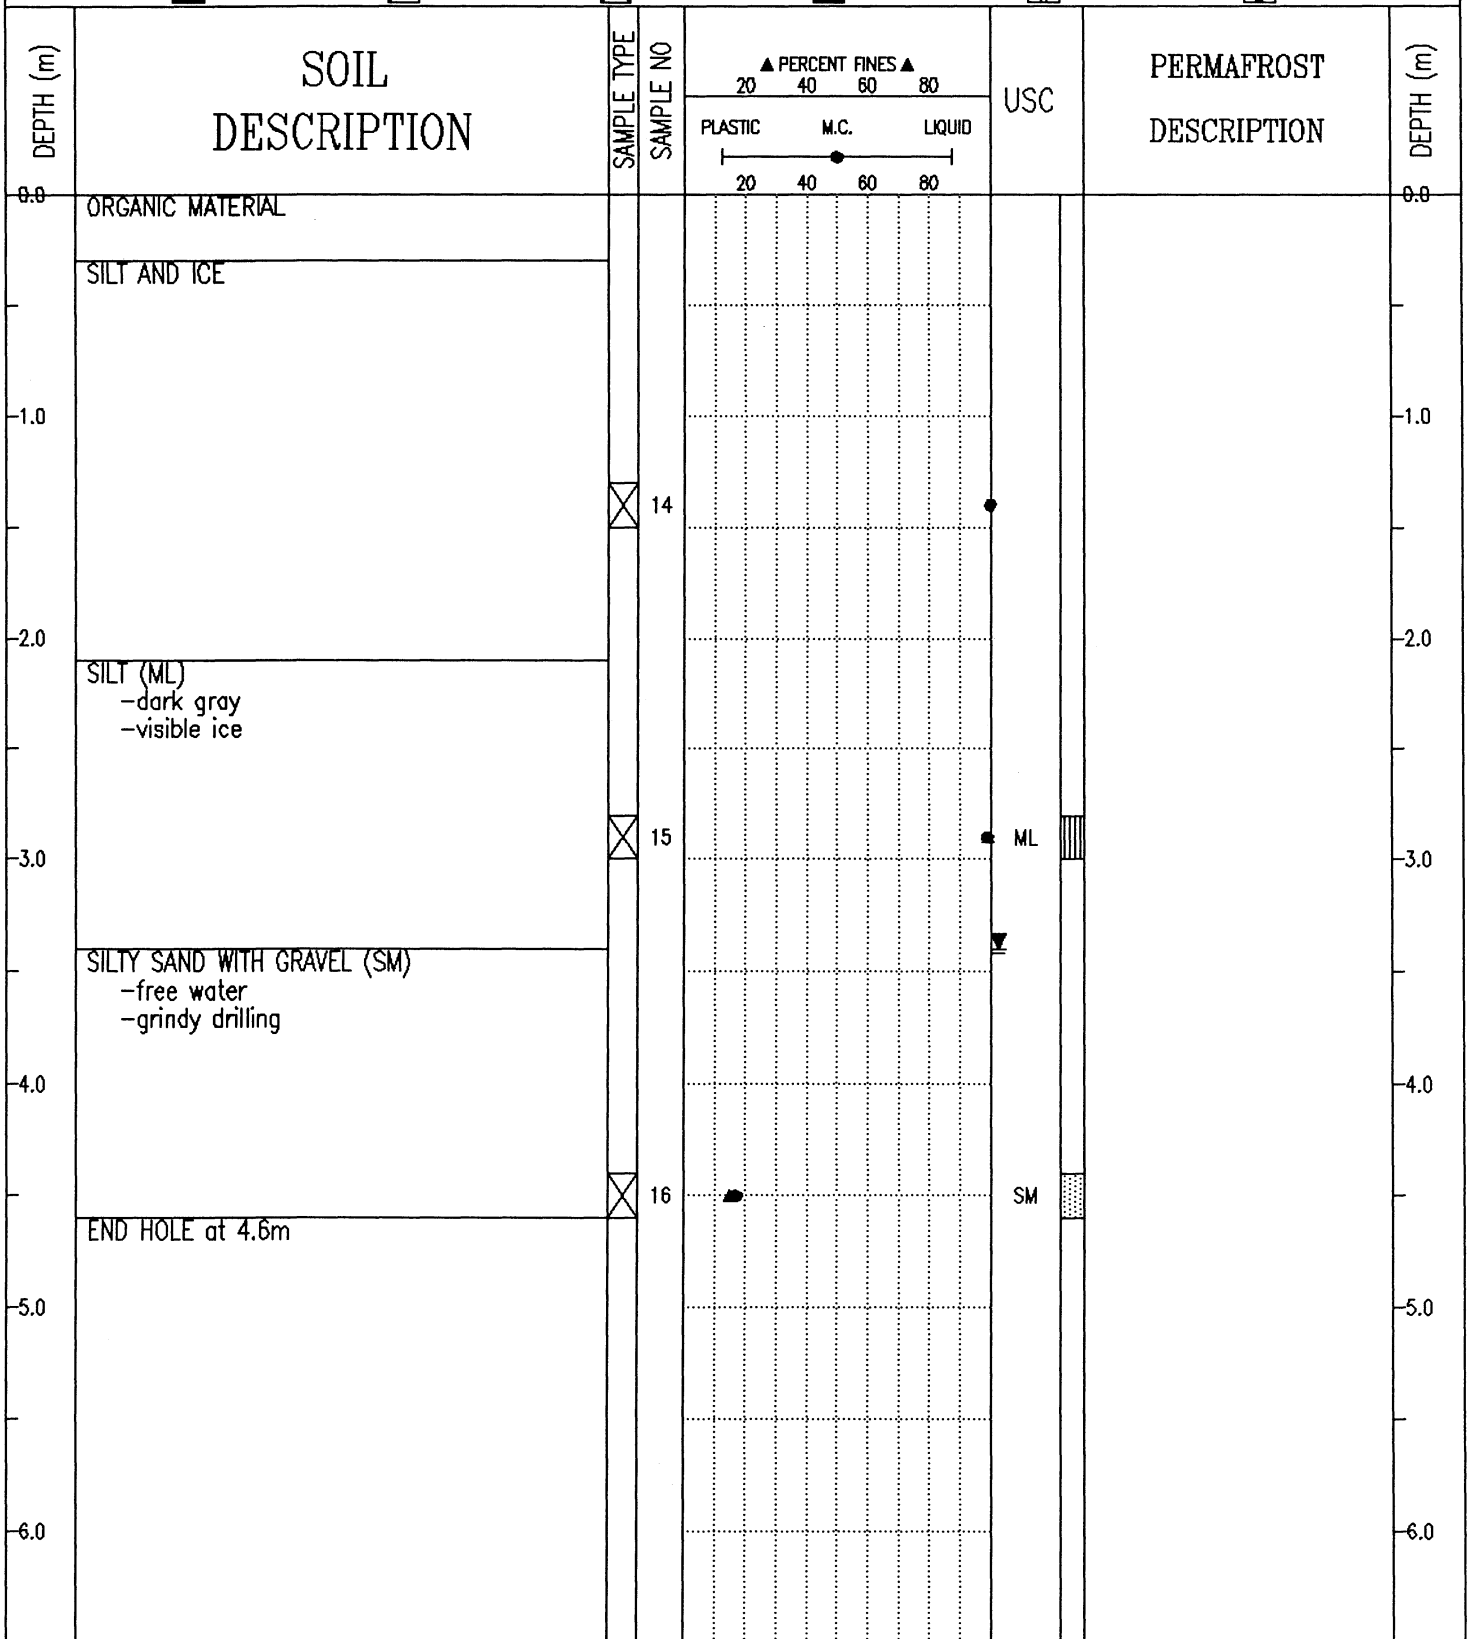 DEPTH (m)
SOIL
DESCRIPTION
SAMPLE TYPE
SAMPLE NO
▲ PERCENT FINES ▲
20 40 60 80
PLASTIC M.C. LIQUID
20 40 60 80
USC
PERMAFROST
DESCRIPTION
DEPTH (m)
0.0 0.0
ORGANIC MATERIAL
SILT AND ICE
1.0 1.0
14
2.0 2.0
SILT (ML)
-dark gray
-visible ice
15 ML
3.0 3.0
SILTY SAND WITH GRAVEL (SM)
-free water
-grindy drilling
4.0 4.0
16 SM
END HOLE at 4.6m
5.0 5.0
6.0 6.0